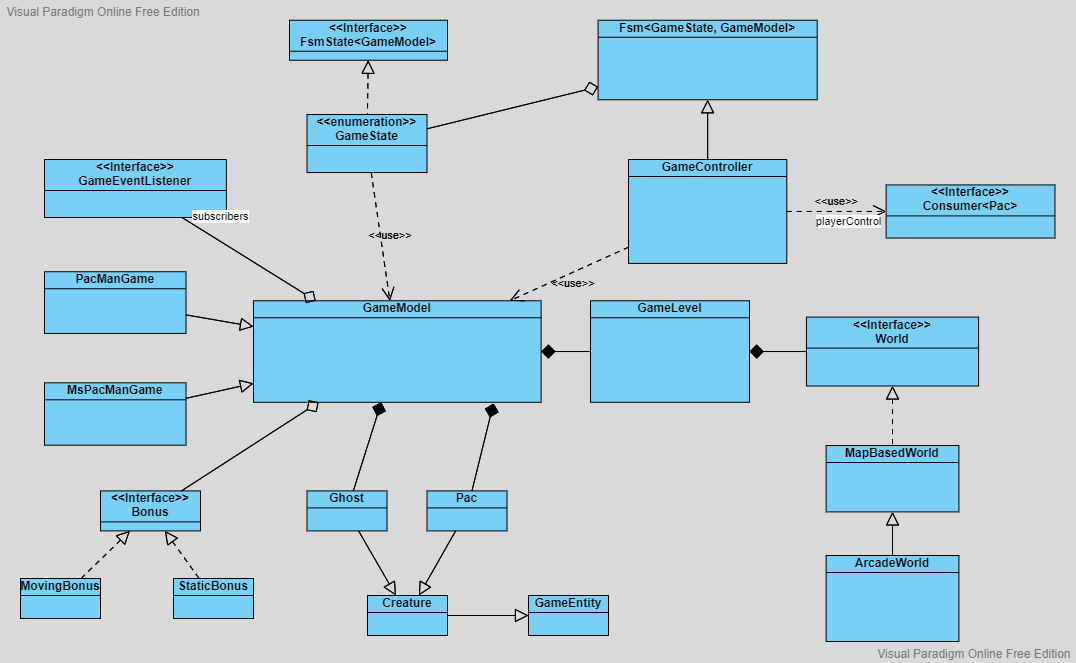 Visual Paradigm Online Free Edition
<<Interface>>
FsmState<GameModel>
Fsm<GameState, GameModel>
<<enumeration>>
GameState
<<Interface>>
GameEventListener
subscribers
GameController
<<use>>
playerControl
<<Interface>>
Consumer<Pac>
<<use>>
<<use>>
PacManGame
GameModel
GameLevel
<<Interface>>
World
MsPacManGame
MapBasedWorld
<<Interface>>
Bonus
Ghost
Pac
ArcadeWorld
MovingBonus
StaticBonus
Creature
GameEntity
Visual Paradigm Online Free Edition